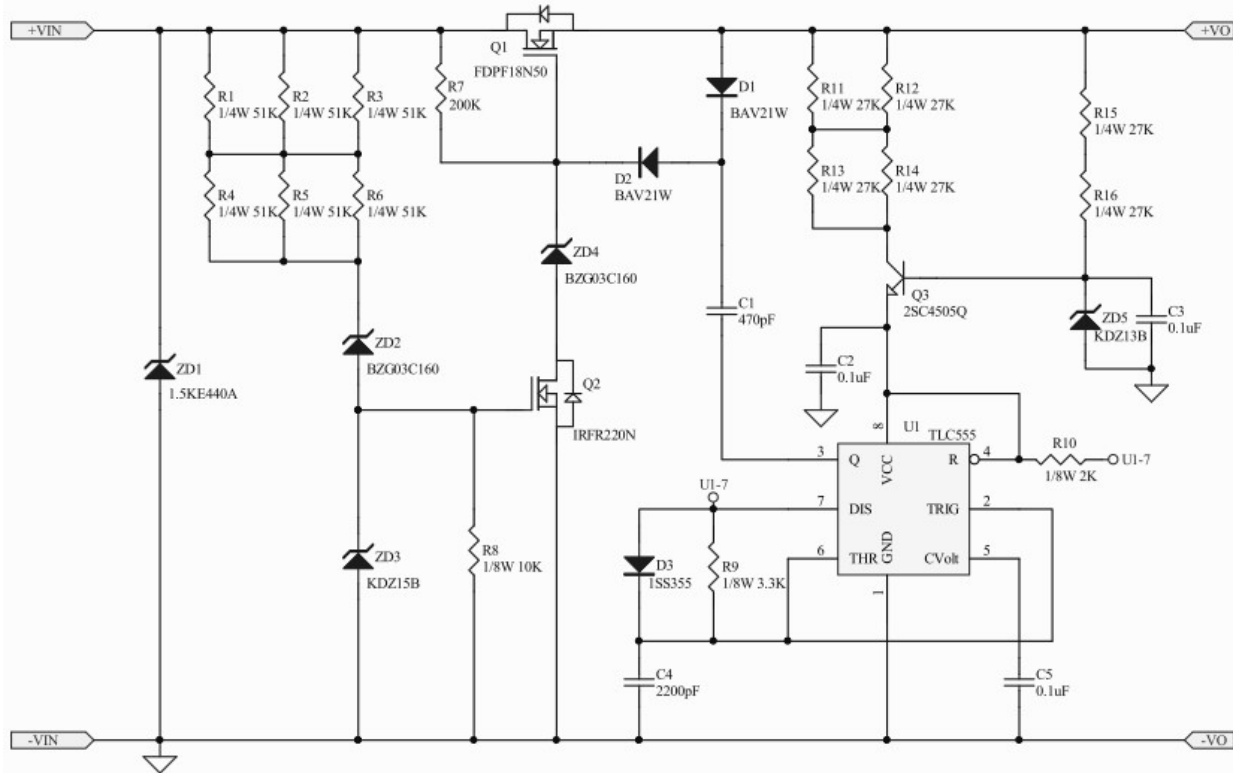 +VIN
+VO
Q1
FDPF18N50
R1
1/4W 51K
R2
1/4W 51K
R3
1/4W 51K
R7
200K
D1
BAV21W
R11
1/4W 27K
R12
1/4W 27K
R15
1/4W 27K
R4
1/4W 51K
R5
1/4W 51K
R6
1/4W 51K
D2
BAV21W
R13
1/4W 27K
R14
1/4W 27K
R16
1/4W 27K
ZD4
BZG03C160
C1
470pF
Q3
2SC4505Q
ZD5
KDZ13B
C3
0.1uF
ZD1
1.5KE440A
ZD2
BZG03C160
Q2
IRFR220N
C2
0.1uF
8
U1
TLC555
3
Q
VCC
R
4
R10
1/8W 2K
U1-7
U1-7
7
DIS
TRIG
2
6
THR
GND
CVolt
5
1
ZD3
KDZ15B
R8
1/8W 10K
D3
1SS355
R9
1/8W 3.3K
C4
2200pF
C5
0.1uF
-VIN
-VO